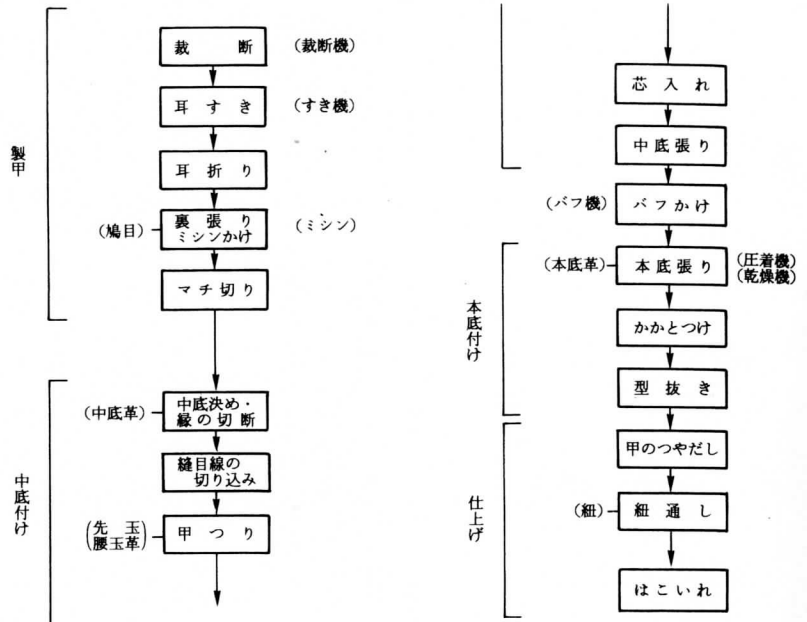 製甲
裁断 (裁断機)
耳すき (すき機)
耳折り
(鳩目) 裏張り (ミシン)
ミシンかけ
マチ切り
中底付け
(中底革) 中底決め・
縁の切断
縫目線の
切り込み
(先玉 甲つり
腰玉革)
芯入れ
中底張り
(バフ機) バフかけ
本底付け
(本底革) 本底張り (圧着機)
(乾燥機)
かかとつけ
型抜き
仕上げ
甲のつやだし
(紐) 紐通し
はこいれ